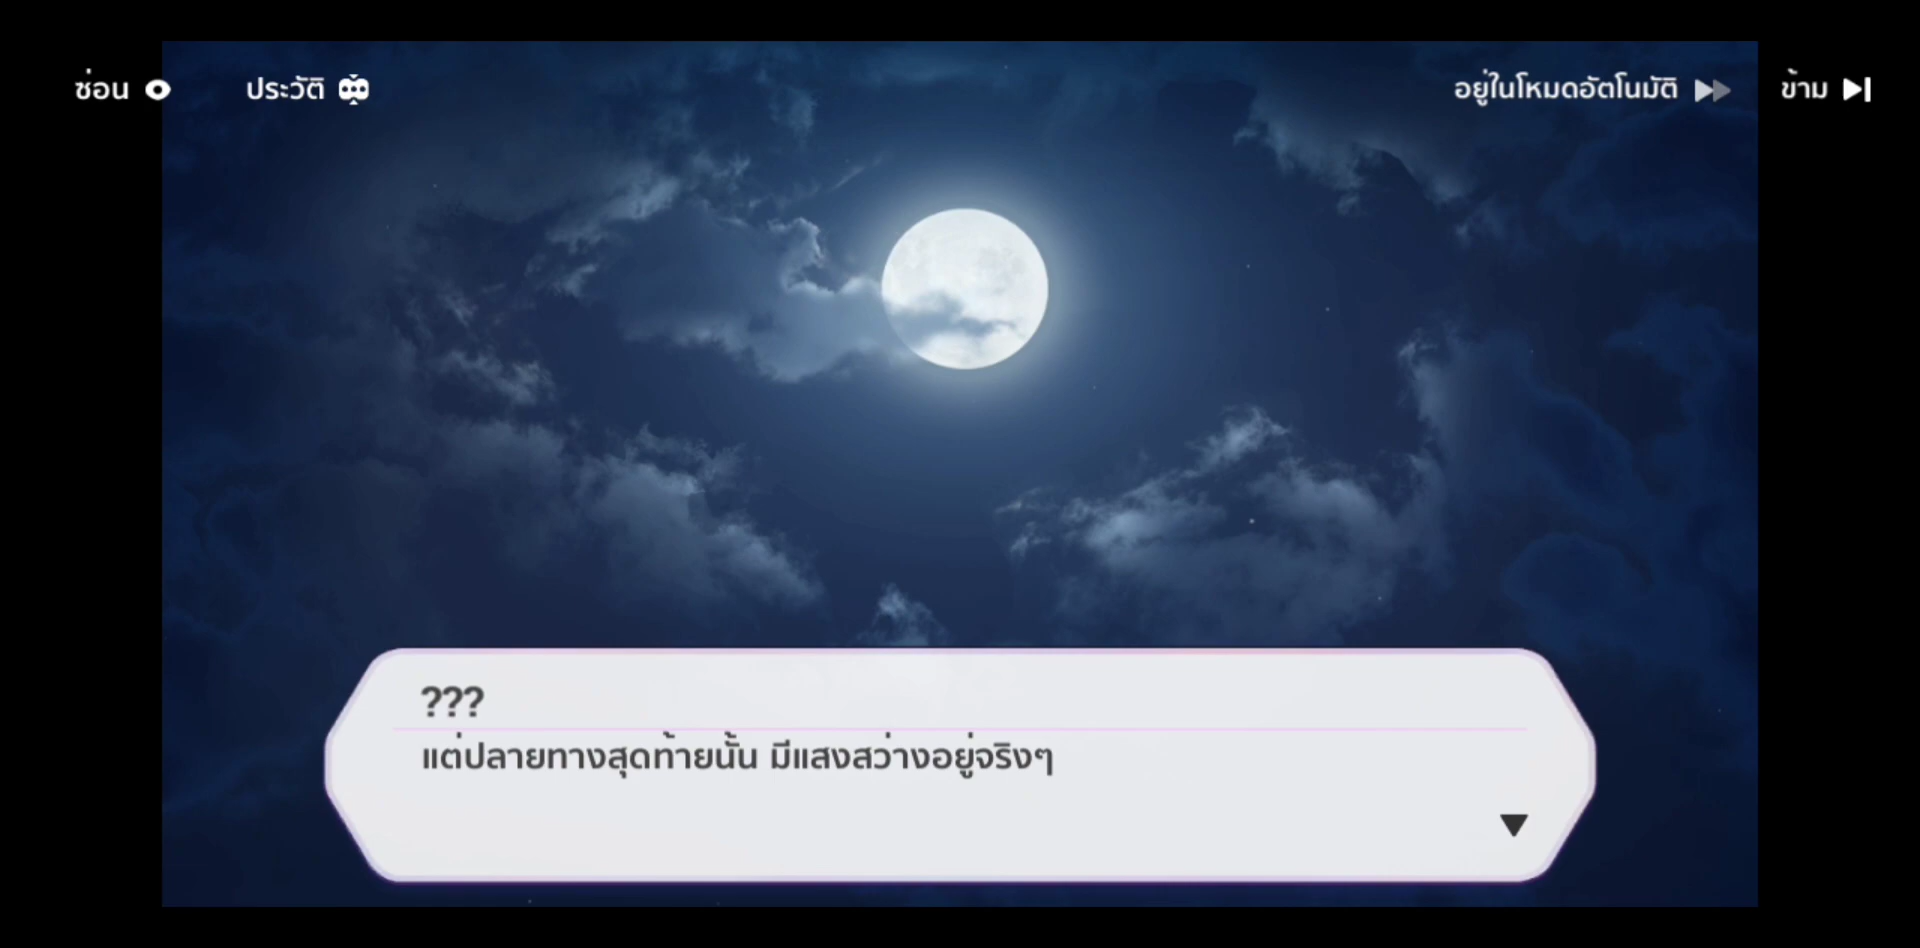 ซ่อน
ประวัติ
อยู่ในโหมดอัตโนมัติ
ข้าม
???
แต่ปลายทางสุดท้ายนั้น มีแสงสว่างอยู่จริงๆ